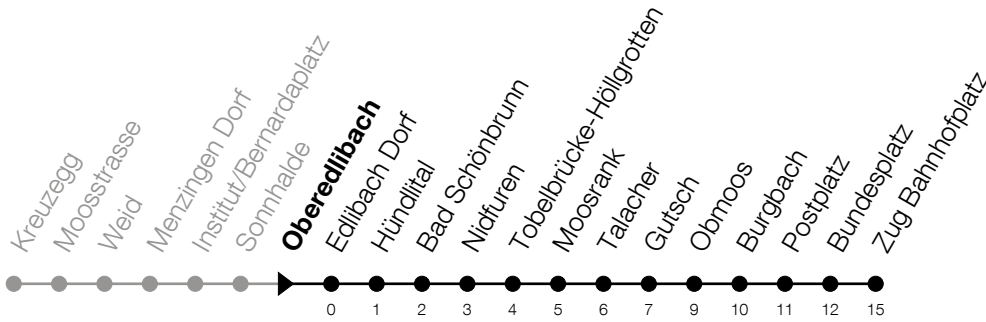 Kreuzegg
Moosstrasse
Weid
Menzingen Dorf
Institut/Bernardaplatz
Sonnhalde
Oberedlibach
Edlibach Dorf
Hündlital
Bad Schönbrunn
Nidfuren
Tobelbrücke-Höllgrotten
Moosrank
Talacher
Gutsch
Obmoos
Burgbach
Postplatz
Bundesplatz
Zug Bahnhofplatz
0 1 2 3 4 5 6 7 9 10 11 12 15